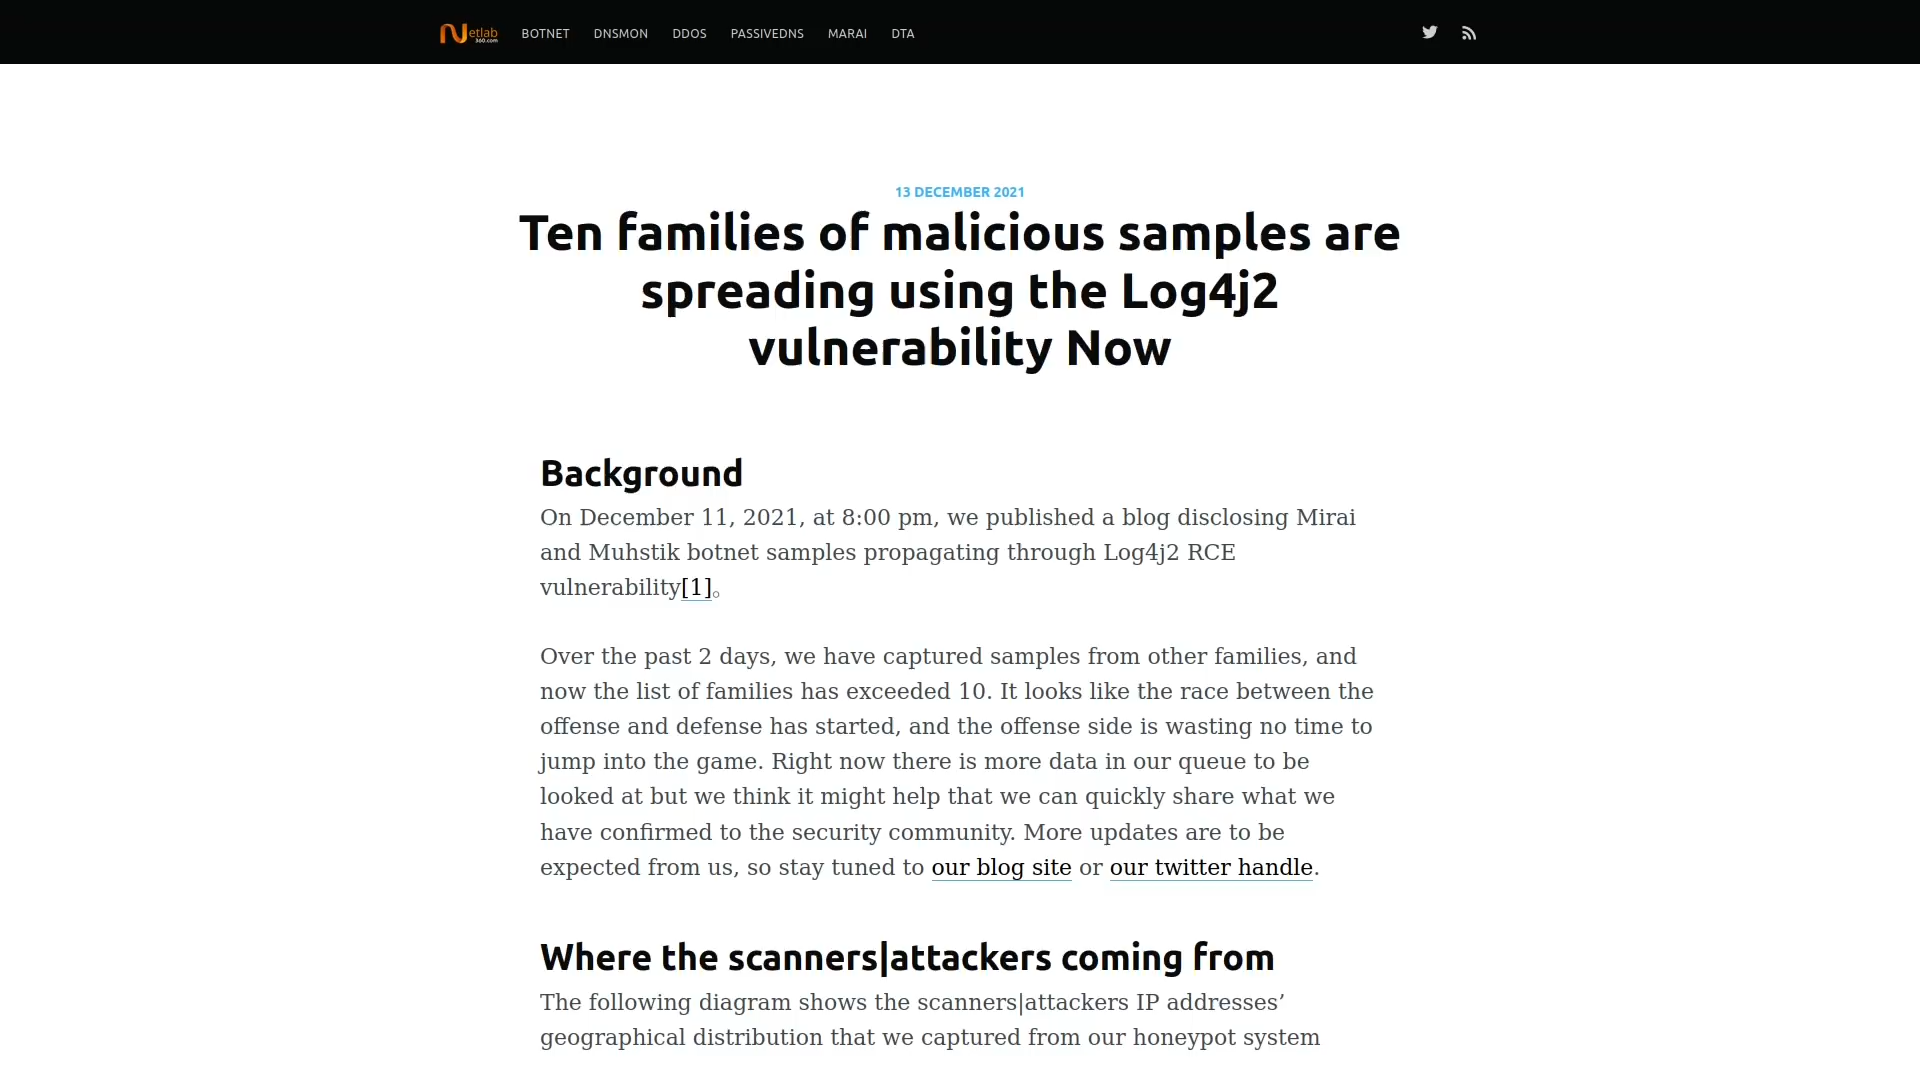 Netlab
360.com
BOTNET
DNSMON
DDOS
PASSIVEDNS
MARAI
DTA
13 DECEMBER 2021
Ten families of malicious samples are
spreading using the Log4j2
vulnerability Now
Background
On December 11, 2021, at 8:00 pm, we published a blog disclosing Mirai
and Muhstik botnet samples propagating through Log4j2 RCE
vulnerability[1]。
Over the past 2 days, we have captured samples from other families, and
now the list of families has exceeded 10. It looks like the race between the
offense and defense has started, and the offense side is wasting no time to
jump into the game. Right now there is more data in our queue to be
looked at but we think it might help that we can quickly share what we
have confirmed to the security community. More updates are to be
expected from us, so stay tuned to our blog site or our twitter handle.
Where the scanners|attackers coming from
The following diagram shows the scanners|attackers IP addresses’
geographical distribution that we captured from our honeypot system